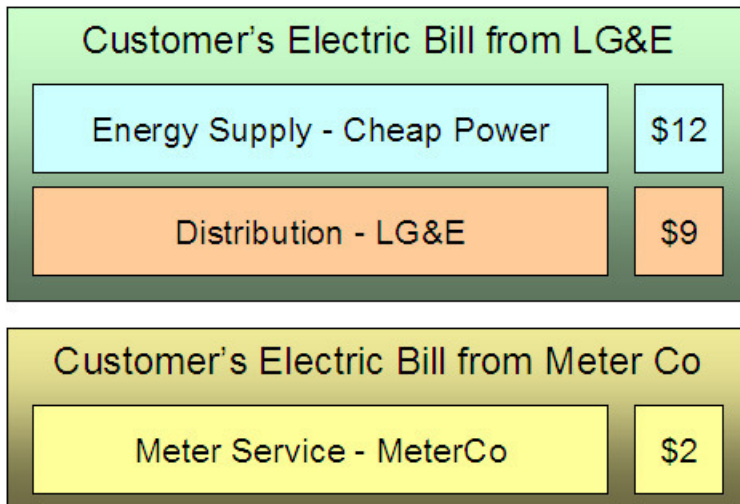 Customer’s Electric Bill from LG&E
Energy Supply - Cheap Power $12
Distribution - LG&E $9
Customer’s Electric Bill from Meter Co
Meter Service - MeterCo $2